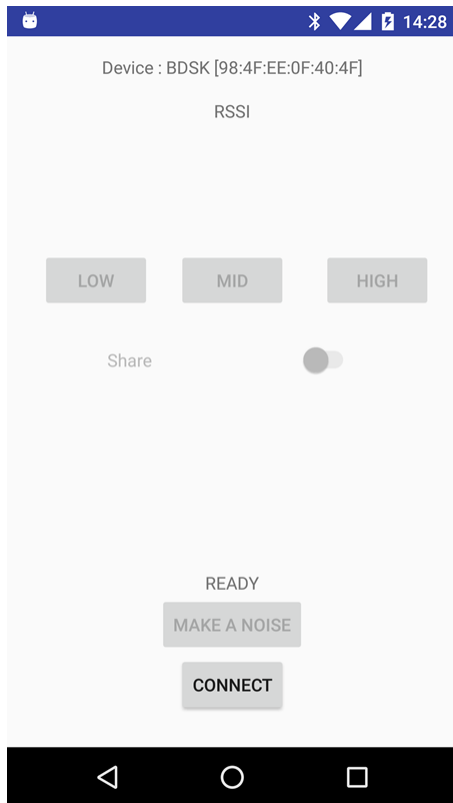 14:28
Device : BDSK [98:4F:EE:0F:40:4F]
RSSI
LOW MID HIGH
Share
READY
MAKE A NOISE
CONNECT